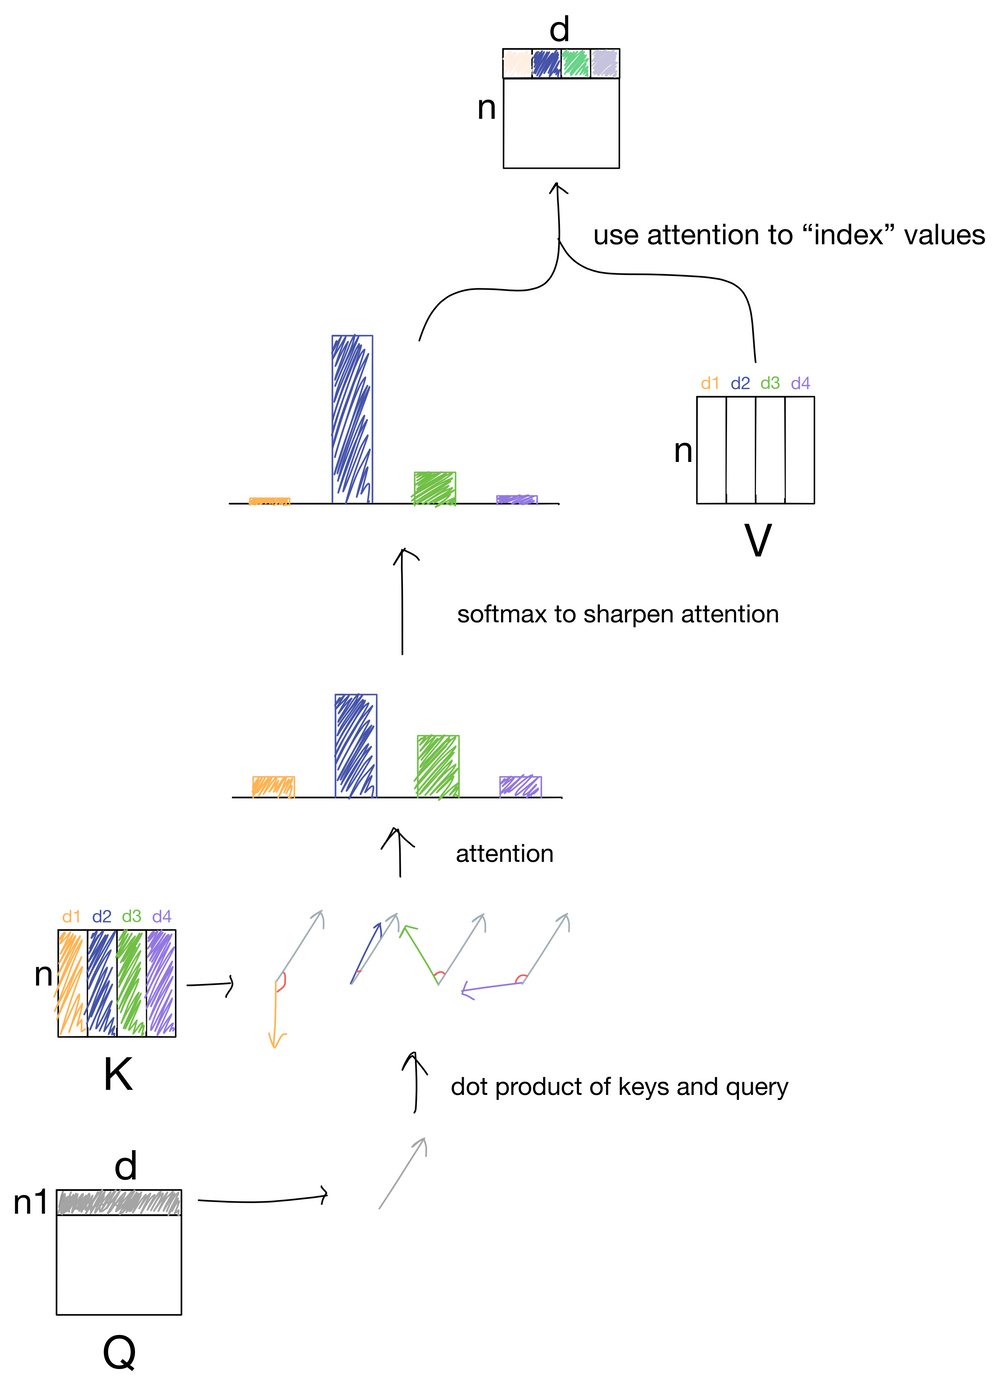 d
n
use attention to “index” values
d1 d2 d3 d4
n
V
softmax to sharpen attention
attention
d1 d2 d3 d4
n
K
dot product of keys and query
d
n1
Q